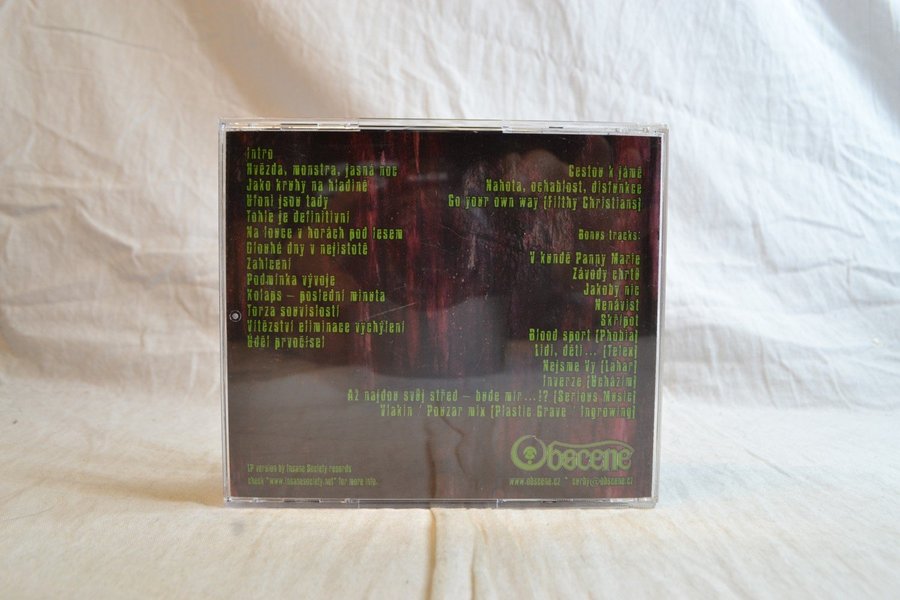 Intro
Hvězda, monstra, jasná noc
Jako kruhy na hladině
Ufoni jsou tady
Tohle je definitivní
Na louce v horách pod lesem
Dlouhé dny v nejistotě
Zahlcení
Podmínka vývoje
Kolaps – poslední minuta
Torza souvislostí
Vítězství eliminace vychýlení
Úděl prvočísel
Cestou k jámě
Nahota, ochablost, disfunkce
Go your own way [Filthy Christians]
Bonus tracks:
V kundě Panny Marie
Závody chrtů
Jakoby nic
Nenávist
Skřípot
Blood sport [Phobia]
Lidi, děti... [Telex]
Nejsme Vy [Lahar]
Inverze [Ucházím]
Až najdou svůj střed – bude mír...!? [Serious Music]
Vlakin ' Pouzar mix [Plastic Grave ' Ingrowing]
Obscene
www.obscene.cz * curby@obscene.cz
LP version by Insane Society records
check "www.insanesociety.net" for more info.